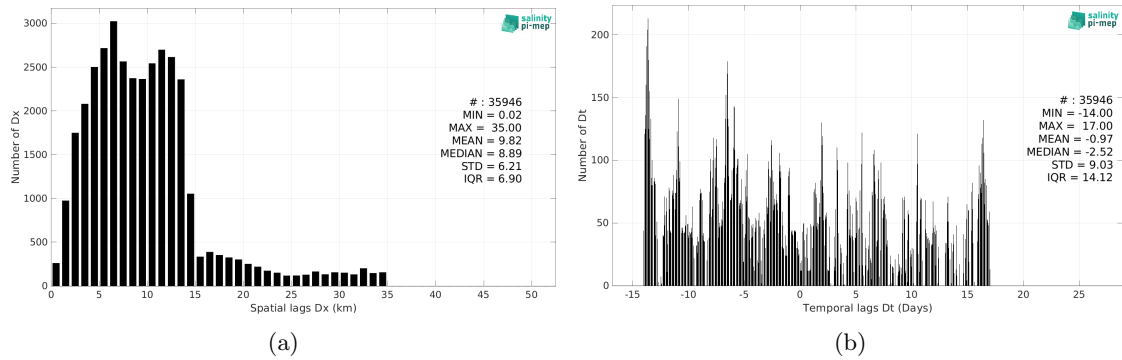 salinity
pi-mep
3000
2500
2000
1500
1000
500
0
Number of Dx
# : 35946
MIN = 0.02
MAX = 35.00
MEAN = 9.82
MEDIAN = 8.89
STD = 6.21
IQR = 6.90
0 5 10 15 20 25 30 35 40 45 50
Spatial lags Dx (km)
(a)
salinity
pi-mep
200
150
100
50
0
Number of Dt
# : 35946
MIN = -14.00
MAX = 17.00
MEAN = -0.97
MEDIAN = -2.52
STD = 9.03
IQR = 14.12
-15 -10 -5 0 5 10 15 20 25
Temporal lags Dt (Days)
(b)